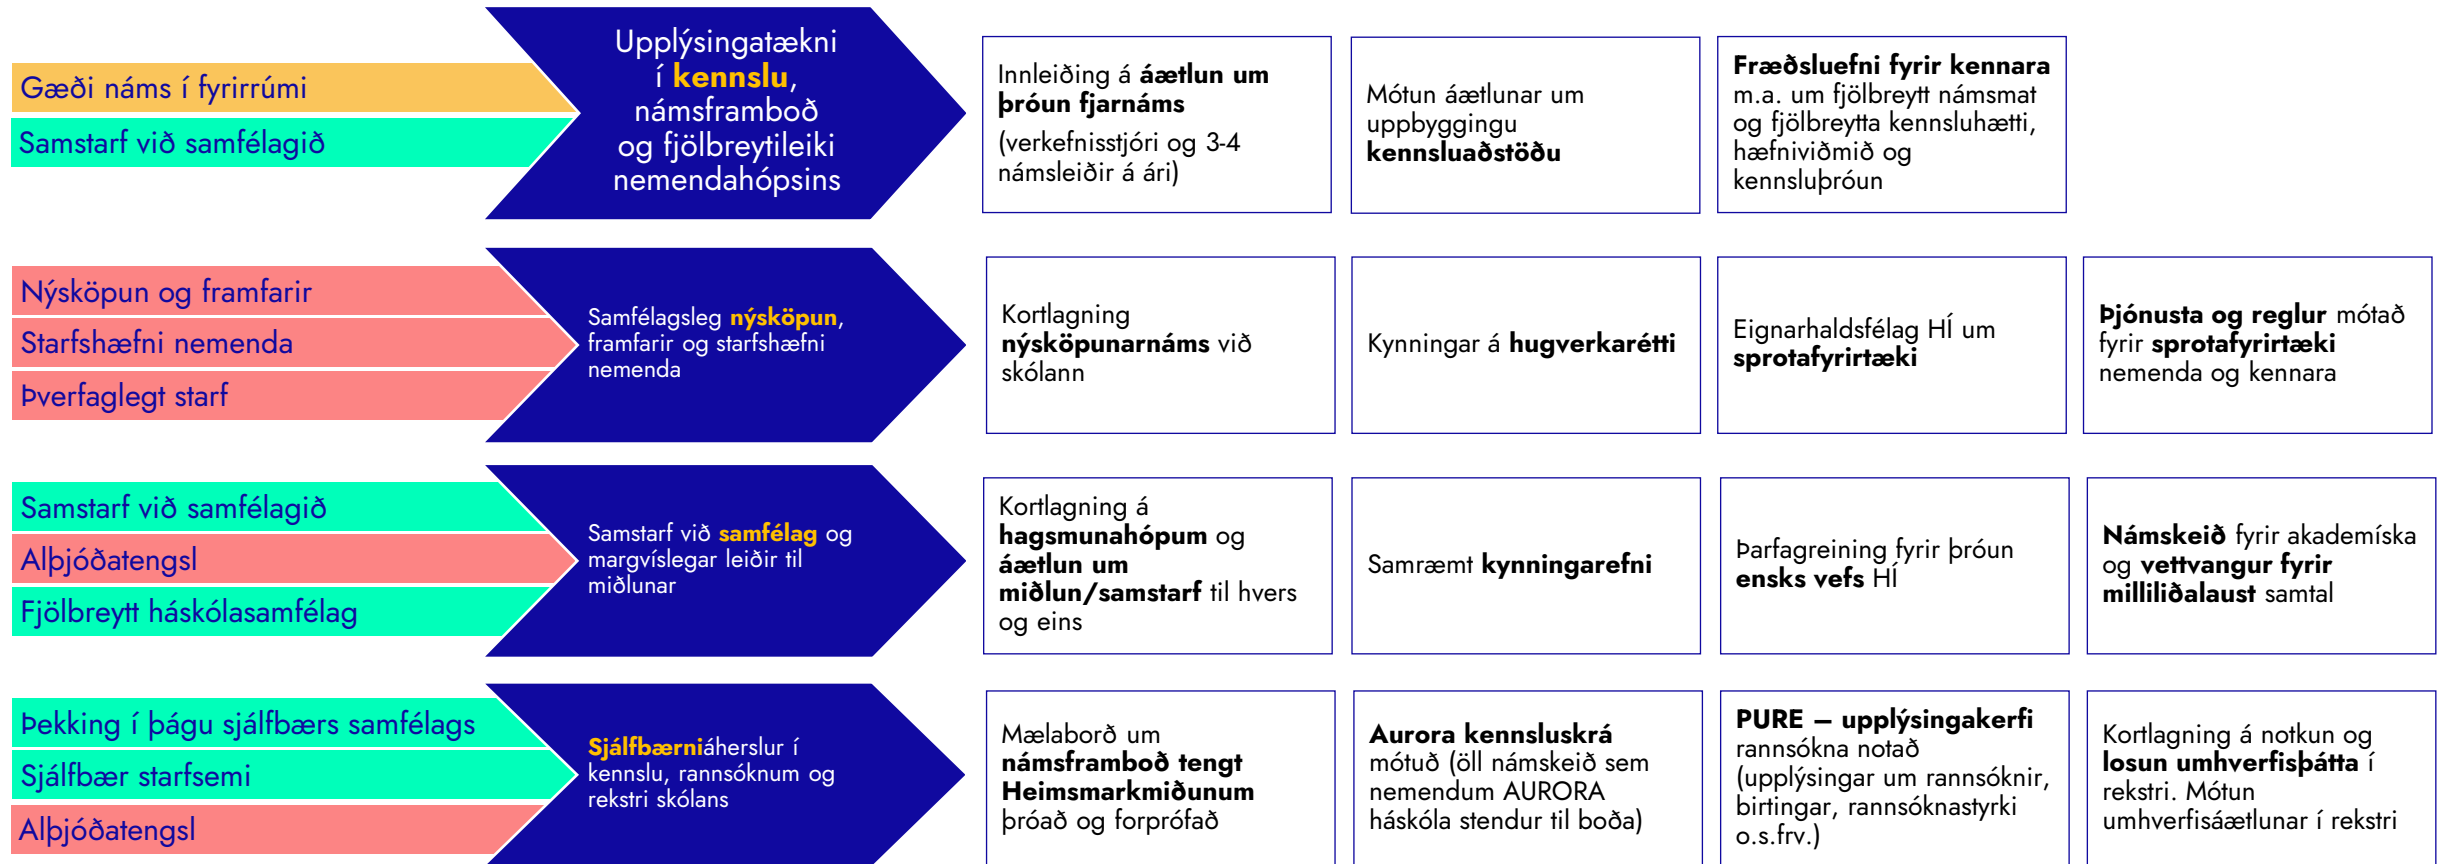 Gæði náms í fyrirrúmi
Samstarf við samfélagið
Upplýsingatækni
í kennslu,
námsframboð
og fjölbreytileiki
nemendahópsins
Innleiðing á áætlun um
þróun fjarnáms
(verkefnisstjóri og 3-4
námsleiðir á ári)
Mótun áætlunar um
uppbyggingu
kennsluaðstöðu
Fræðsluefni fyrir kennara
m.a. um fjölbreytt námsmat
og fjölbreytta kennsluhætti,
hæfniviðmið og
kennsluþróun
Nýsköpun og framfarir
Starfshæfni nemenda
Þverfaglegt starf
Samfélagsleg nýsköpun,
framfarir og starfshæfni
nemenda
Kortlagning
nýsköpunarnáms við
skólann
Kynningar á hugverkarétti
Eignarhaldsfélag HÍ um
sprotafyrirtæki
Þjónusta og reglur mótað
fyrir sprotafyrirtæki
nemenda og kennara
Samstarf við samfélagið
Alþjóðatengsl
Fjölbreytt háskólasamfélag
Samstarf við samfélag og
margvíslegar leiðir til
miðlunar
Kortlagning á
hagsmunahópum og
áætlun um
miðlun/samstarf til hvers
og eins
Samræmt kynningarefni
Þarfagreining fyrir þróun
ensks vefs HÍ
Námskeið fyrir akademíska
og vettvangur fyrir
milliliðalaust samtal
Þekking í þágu sjálfbærs samfélags
Sjálfbær starfsemi
Alþjóðatengsl
Sjálfbærniáherslur í
kennslu, rannsóknum og
rekstri skólans
Mælaborð um
námsframboð tengt
Heimsmarkmiðunum
þróað og forprófað
Aurora kennsluskrá
mótuð (öll námskeið sem
nemendum AURORA
háskóla stendur til boða)
PURE – upplýsingakerfi
rannsókna notað
(upplýsingar um rannsóknir,
birtingar, rannsóknastyrki
o.s.frv.)
Kortlagning á notkun og
losun umhverfisþátta í
rekstri. Mótun
umhverfisáætlunar í rekstri